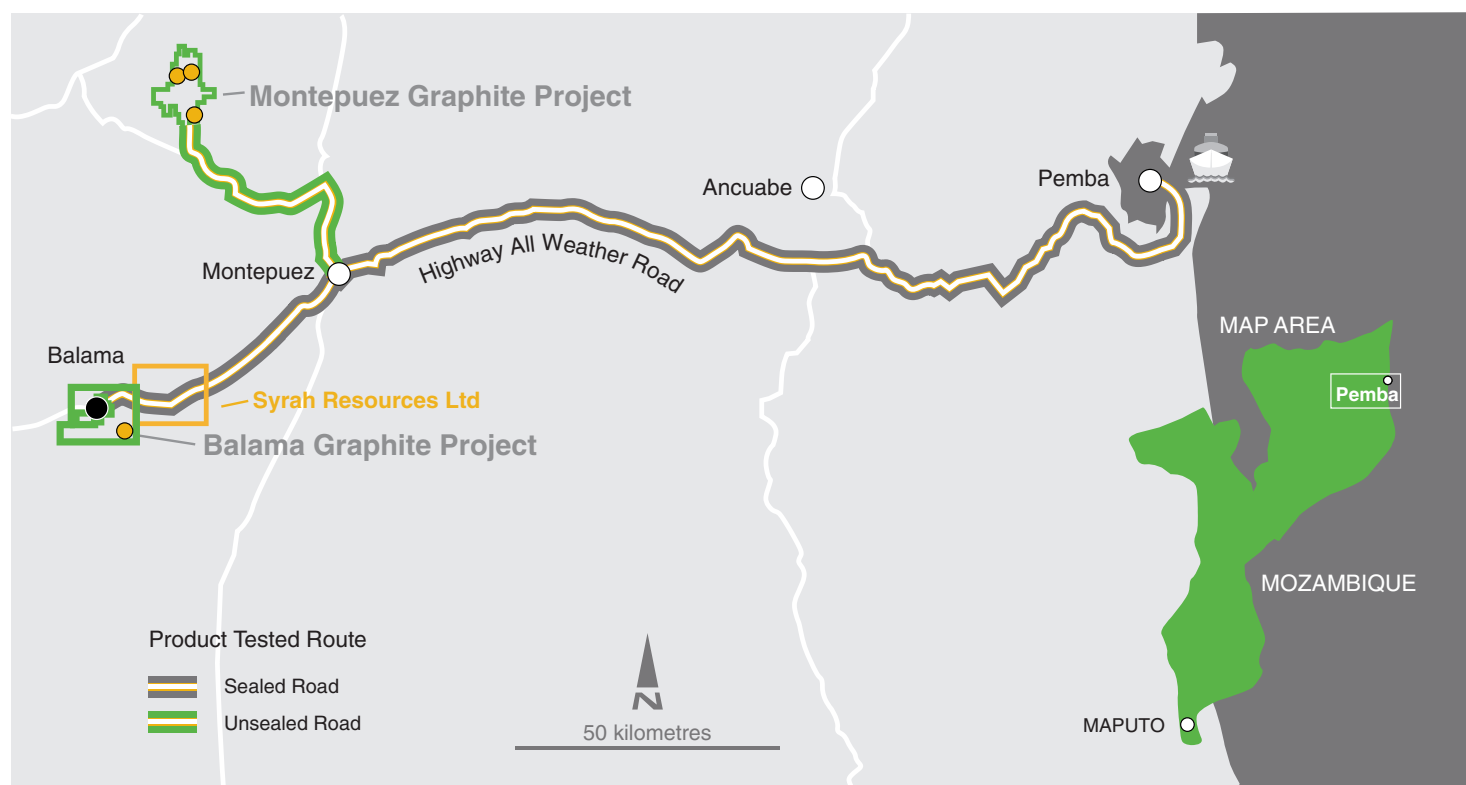 Montepuez Graphite Project
Pemba
Ancuabe
Highway All Weather Road
Montepuez
MAP AREA
Balama
Pemba
Syrah Resources Ltd
Balama Graphite Project
MOZAMBIQUE
Product Tested Route
Sealed Road
N
Unsealed Road
50 kilometres
MAPUTO